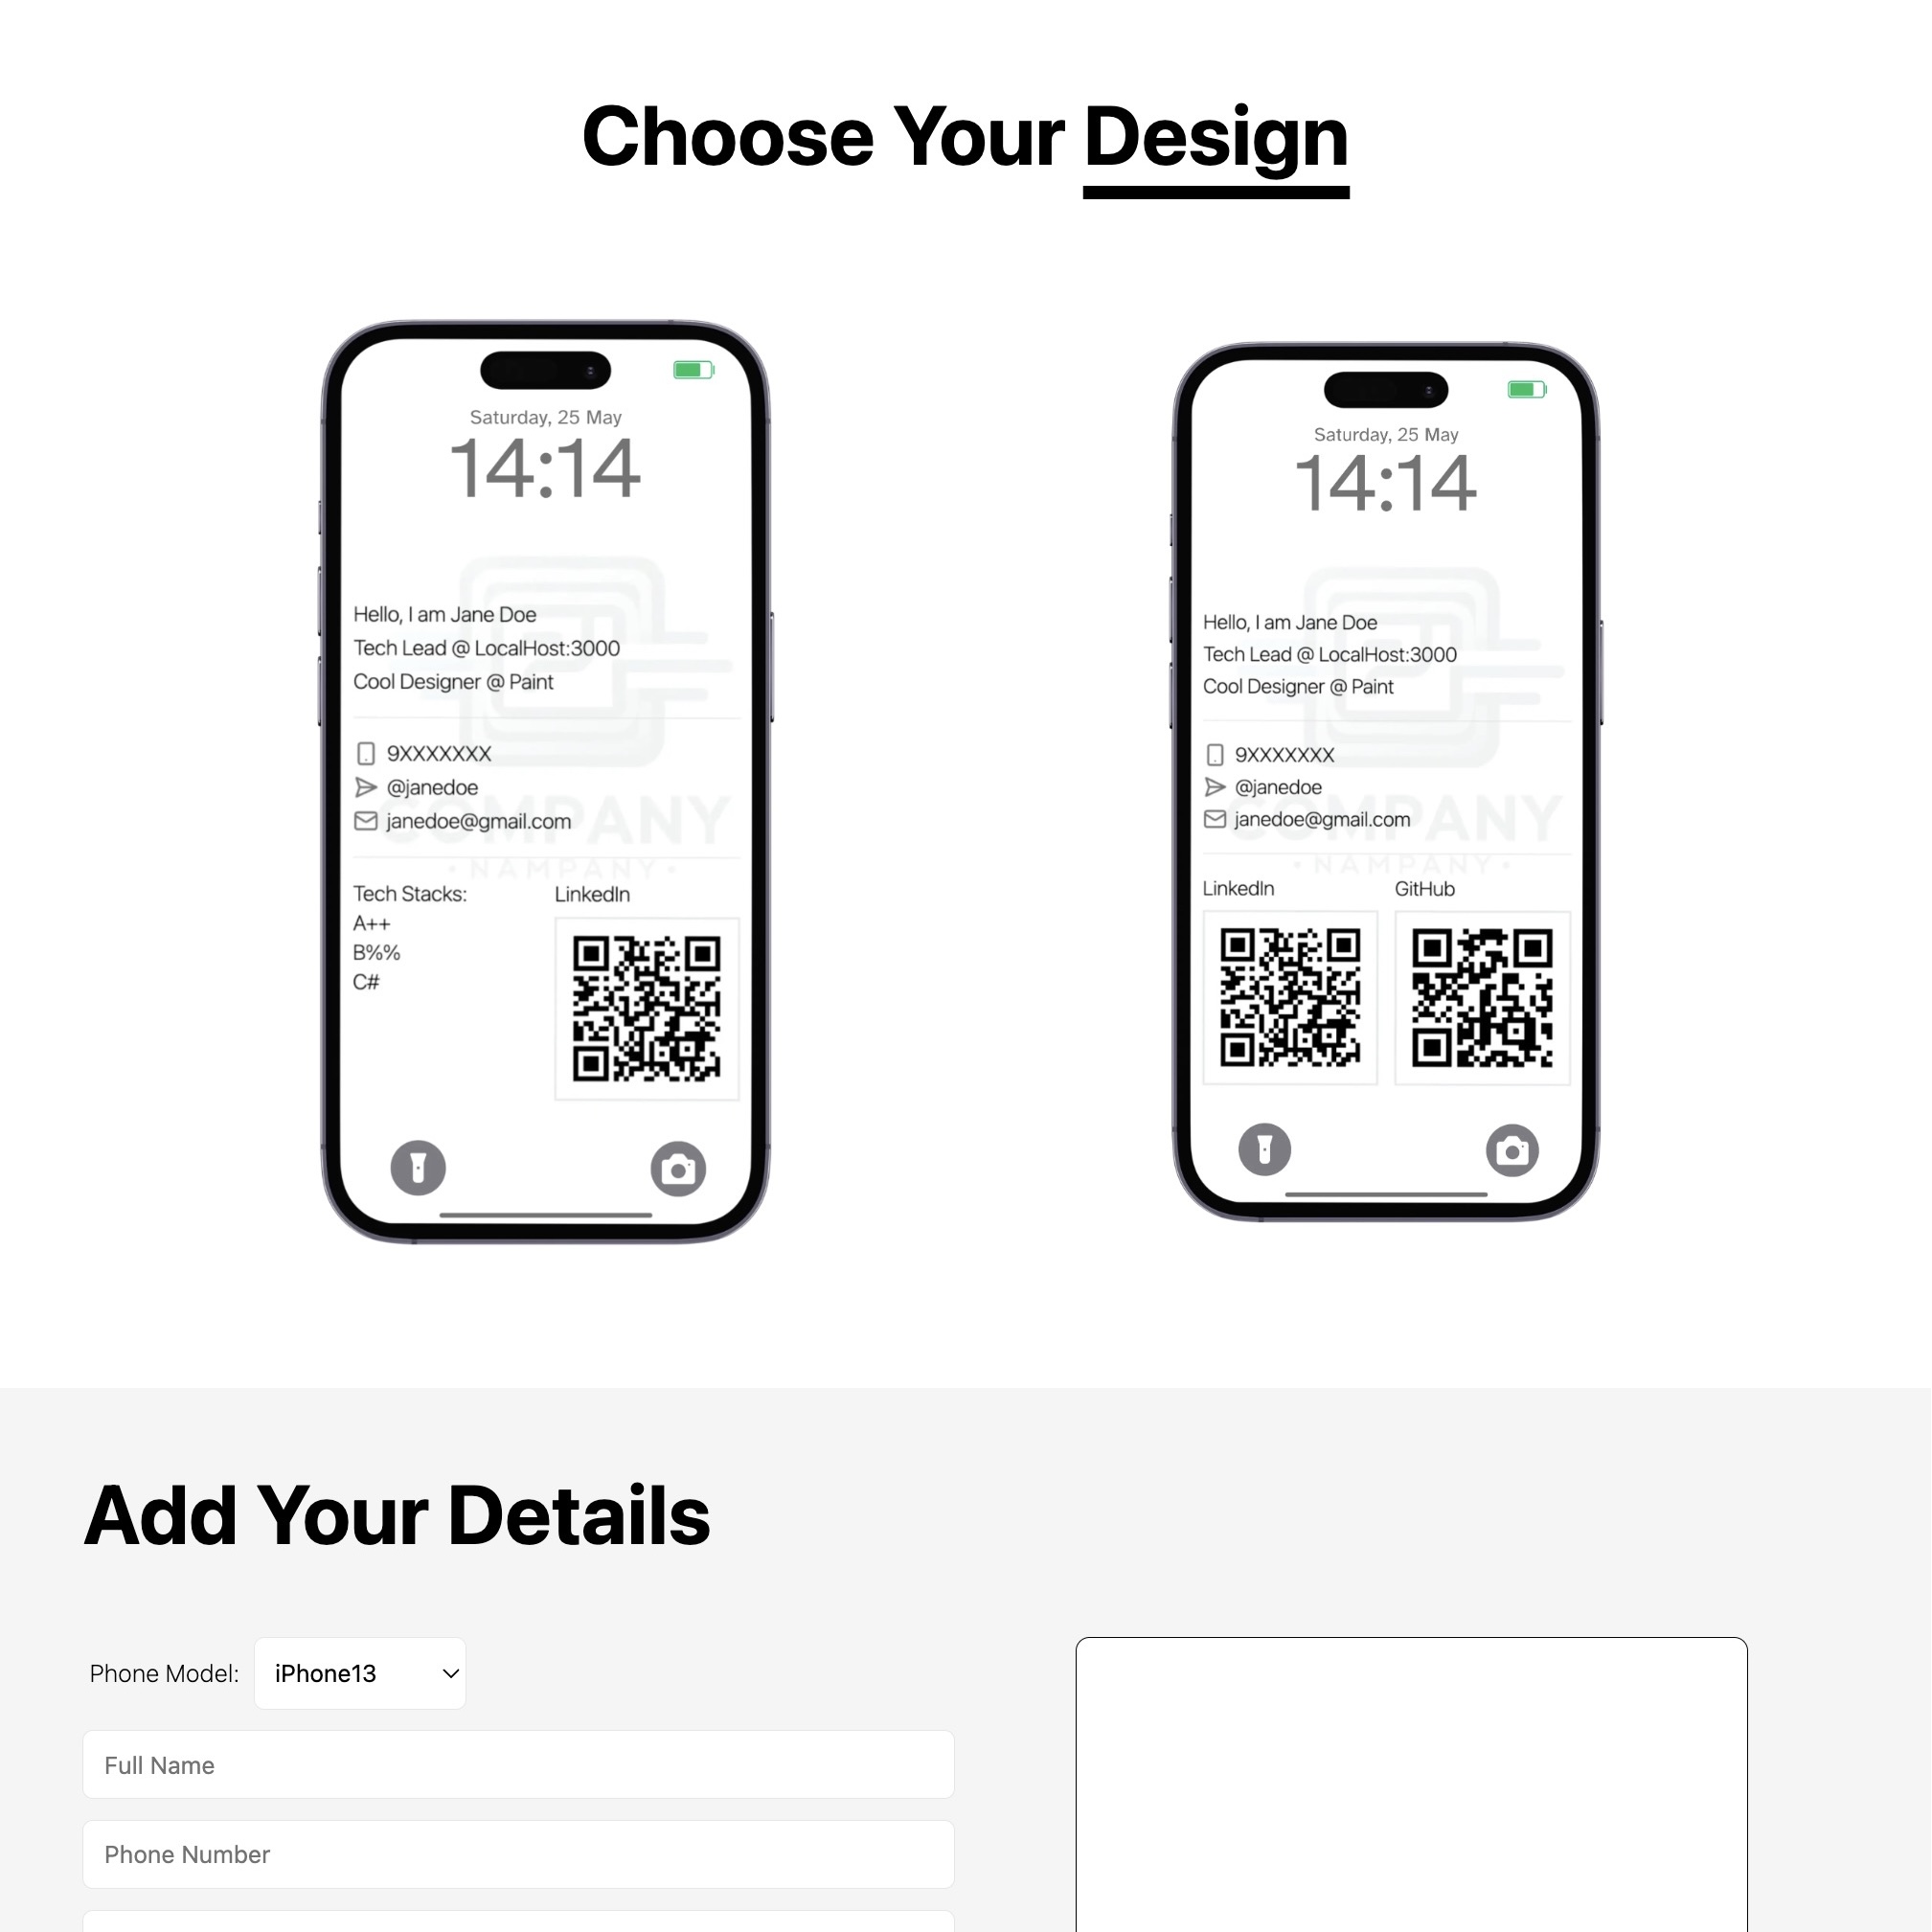 Choose Your Design
Saturday, 25 May
14:14
Hello, I am Jane Doe
Tech Lead @ LocalHost:3000
Cool Designer @ Paint
9XXXXXXX
@janedoe
janedoe@gmail.com
COMPANY
• NAMPANY •
Tech Stacks:
A++
B%%
C#
LinkedIn
Saturday, 25 May
14:14
Hello, I am Jane Doe
Tech Lead @ LocalHost:3000
Cool Designer @ Paint
9XXXXXXX
@janedoe
janedoe@gmail.com
COMPANY
• NAMPANY •
LinkedIn
GitHub
Add Your Details
Phone Model: iPhone13
Full Name
Phone Number